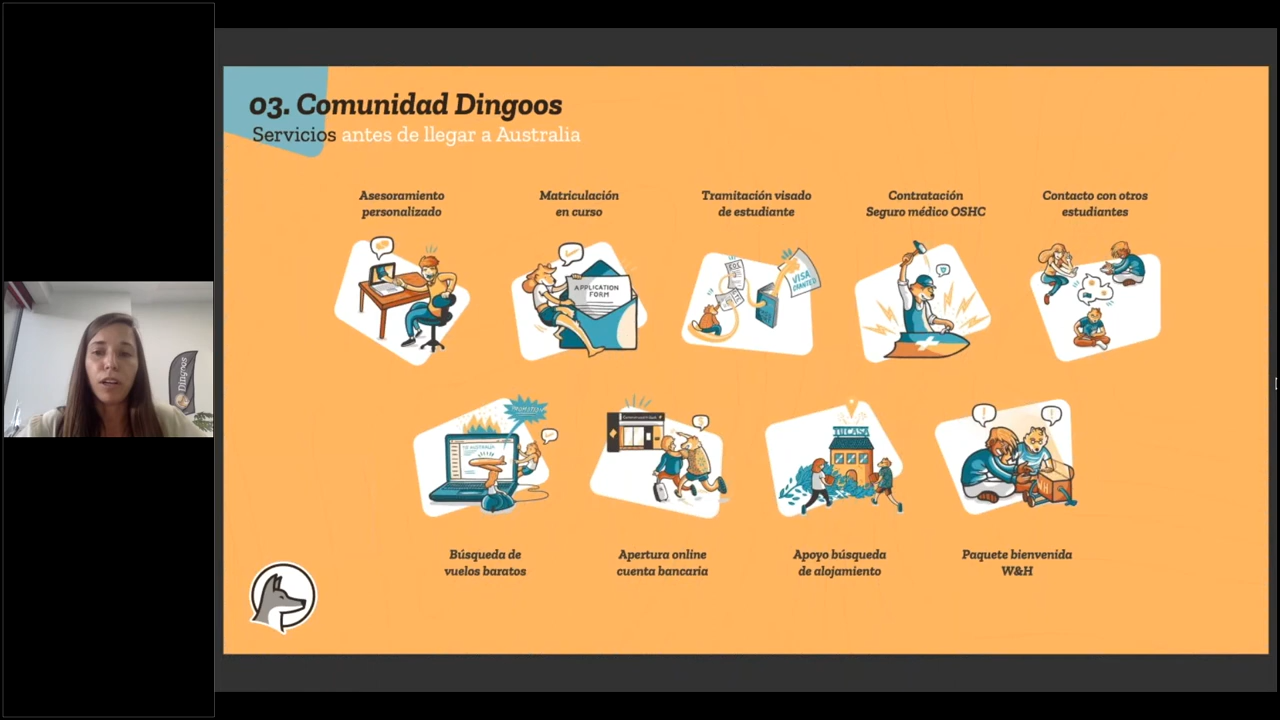 03. Comunidad Dingoos
Servicios antes de llegar a Australia
Asesoramiento
personalizado
Matriculación
en curso
Tramitación visado
de estudiante
Contratación
Seguro médico OSHC
Contacto con otros
estudiantes
APPLICATION
FORM
VISA
GRANTED
Dingoos
TU CASA
Búsqueda de
vuelos baratos
Apertura online
cuenta bancaria
Apoyo búsqueda
de alojamiento
Paquete bienvenida
W&H